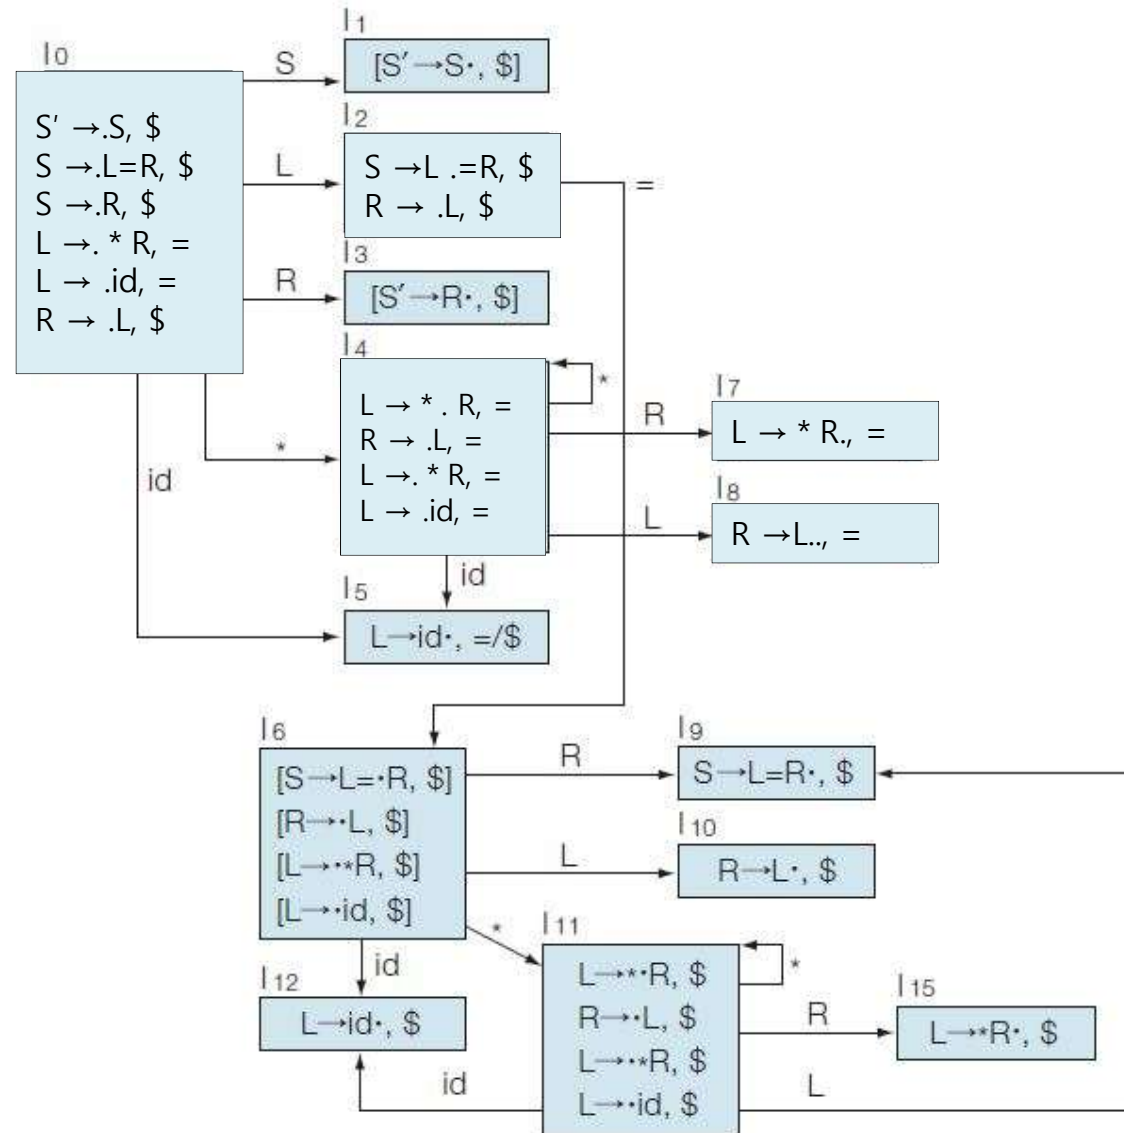 I0
S' →.S, $
S →.L=R, $
S →.R, $
L →. * R, =
L → .id, =
R → .L, $
S
L
R
*
id
I1
[S′→S·, $]
I2
S →L .=R, $
R → .L, $
=
I3
[S′→R·, $]
I4
L → * . R, =
R → .L, =
L →. * R, =
L → .id, =
*
R
L
id
I7
L → * R., =
I8
R →L.., =
I5
L→id·, =/$
I6
[S→L=·R, $]
[R→·L, $]
[L→·*R, $]
[L→·id, $]
R
L
*
id
I9
S→L=R·, $
I10
R→L·, $
I11
L→*·R, $
R→·L, $
L→·*R, $
L→·id, $
*
R
L
id
I12
L→id·, $
I15
L→*R·, $